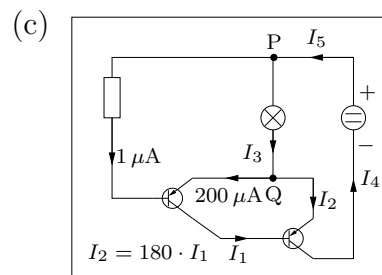 (c)
P
I₅
+
−
1 µA
I₃
I₄
200 µA Q
I₂
I₂ = 180 · I₁
I₁